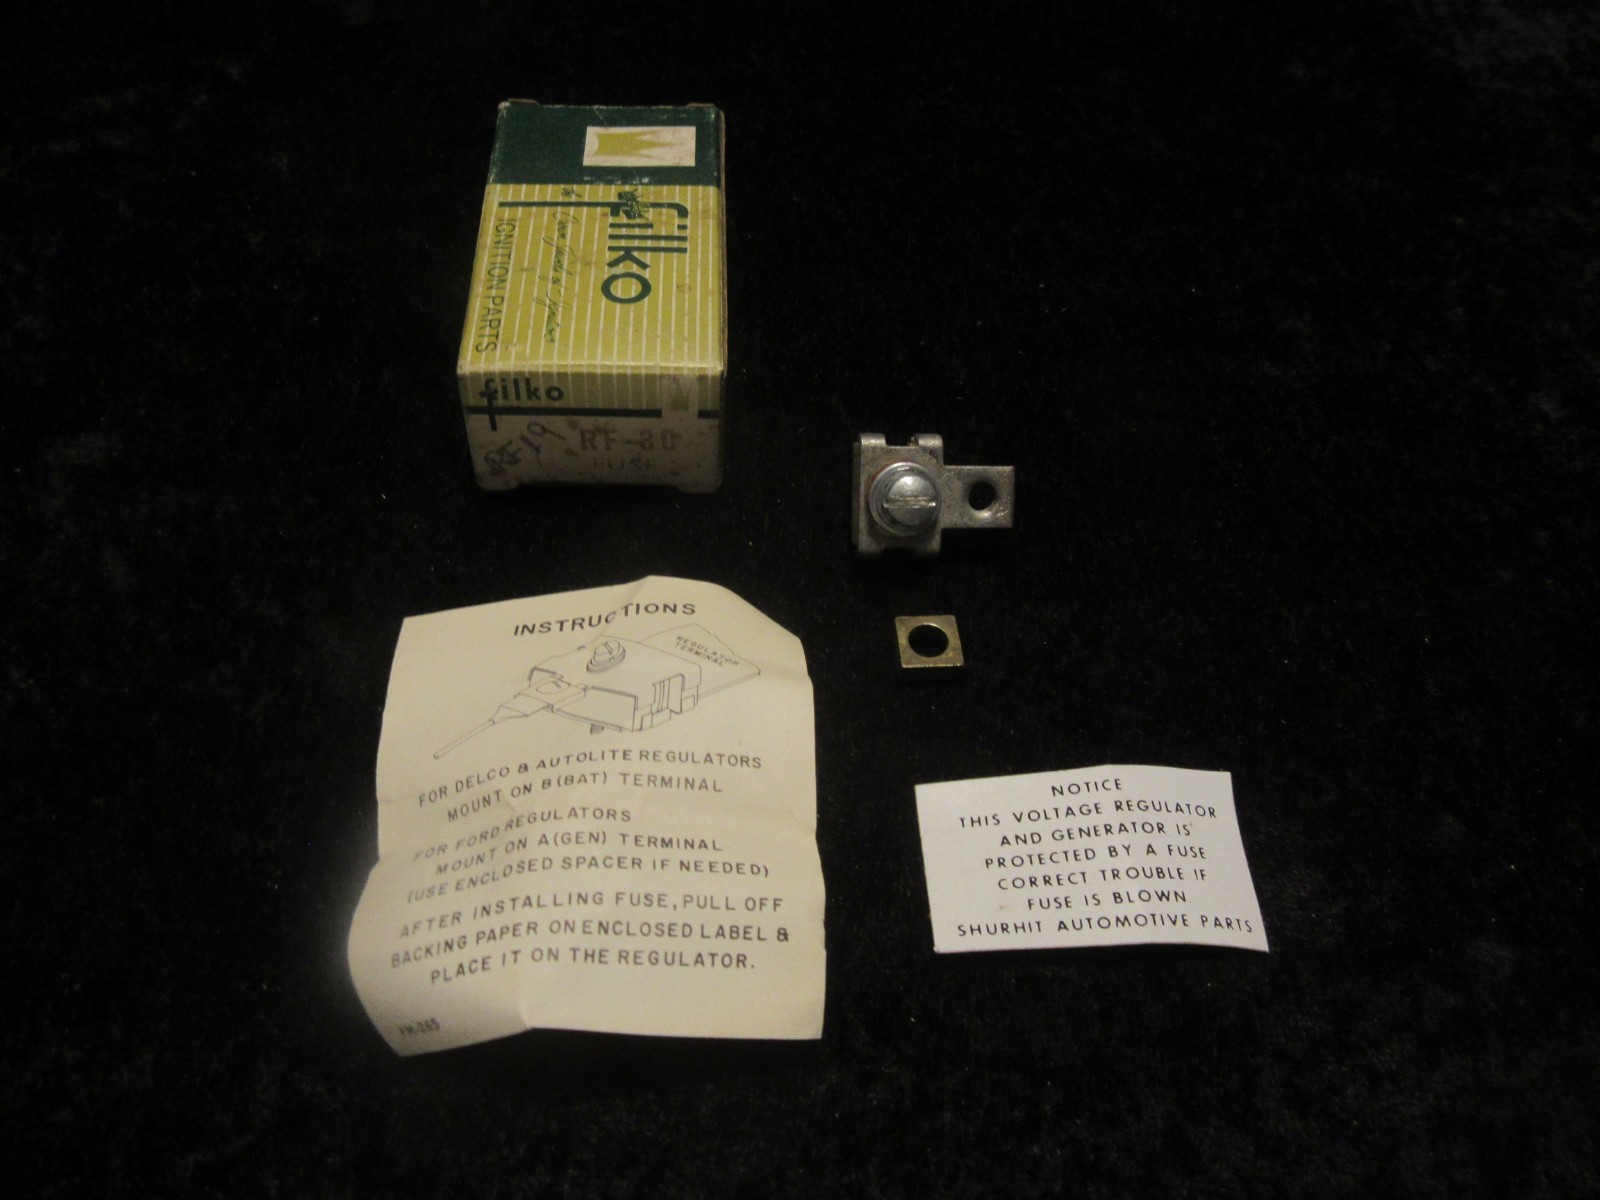 filko
IGNITION PARTS
filko
RF-30
FUSE
INSTRUCTIONS
REGULATOR
TERMINAL
FOR DELCO & AUTOLITE REGULATORS
MOUNT ON B(BAT) TERMINAL
FOR FORD REGULATORS
MOUNT ON A(GEN) TERMINAL
(USE ENCLOSED SPACER IF NEEDED)
AFTER INSTALLING FUSE, PULL OFF
BACKING PAPER ON ENCLOSED LABEL &
PLACE IT ON THE REGULATOR.
FM-265
NOTICE
THIS VOLTAGE REGULATOR
AND GENERATOR IS
PROTECTED BY A FUSE
CORRECT TROUBLE IF
FUSE IS BLOWN
SHURHIT AUTOMOTIVE PARTS